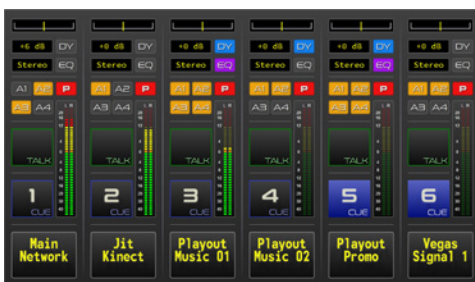 +6 dB DY +0 dB DY +0 dB DY +0 dB DY +0 dB DY +0 dB DY
Stereo EQ Stereo EQ Stereo EQ Stereo EQ Stereo EQ Stereo EQ
A1 A2 P A1 A2 P A1 A2 P A1 A2 P A1 A2 P A1 A2 P
A3 A4 L R A3 A4 L R A3 A4 L R A3 A4 L R A3 A4 L R A3 A4 L R
TALK TALK TALK TALK TALK TALK
1 2 3 4 5 6
CUE CUE CUE CUE CUE CUE
Main Jit Playout Playout Playout Vegas
Network Kinect Music 01 Music 02 Promo Signal 1